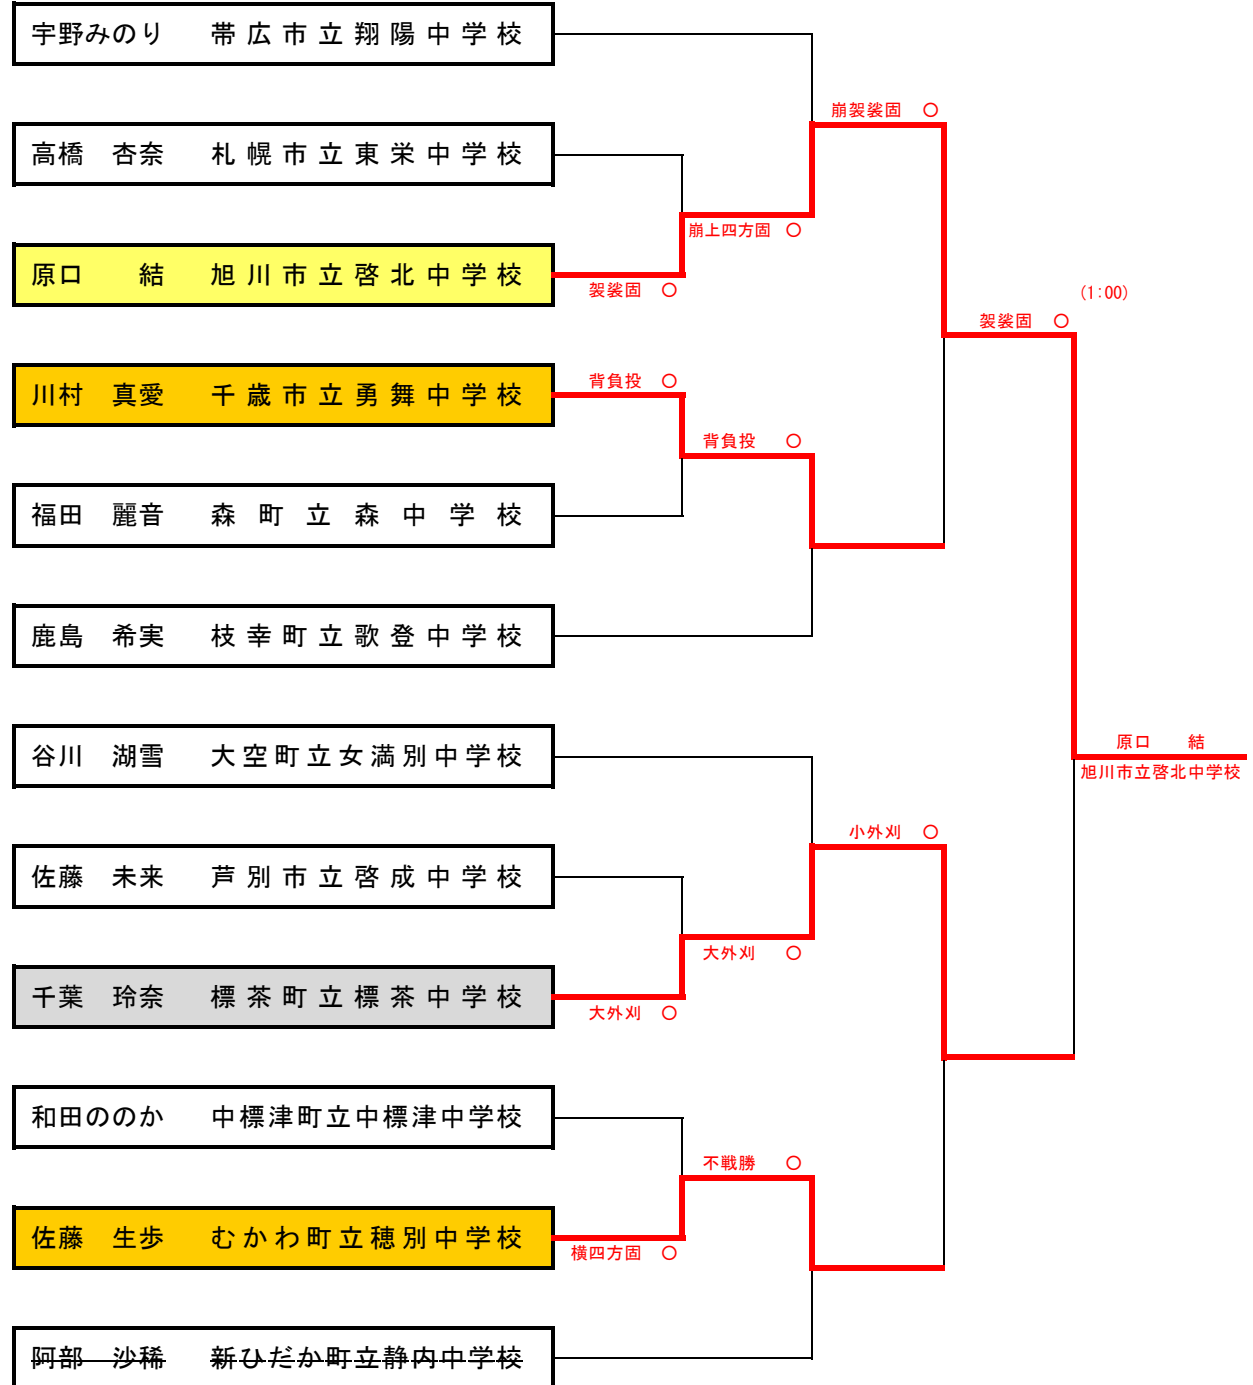 宇野みのり 帯広市立翔陽中学校
崩袈裟固 ○
高橋 杏奈 札幌市立東栄中学校
崩上四方固 ○
原口 結 旭川市立啓北中学校
袈裟固 ○
(1:00)
袈裟固 ○
川村 真愛 千歳市立勇舞中学校
背負投 ○
背負投 ○
福田 麗音 森町立森中学校
鹿島 希実 枝幸町立歌登中学校
谷川 湖雪 大空町立女満別中学校
原口 結
旭川市立啓北中学校
小外刈 ○
佐藤 未来 芦別市立啓成中学校
大外刈 ○
千葉 玲奈 標茶町立標茶中学校
大外刈 ○
和田ののか 中標津町立中標津中学校
不戦勝 ○
佐藤 生歩 むかわ町立穂別中学校
横四方固 ○
阿部 沙稀 新ひだか町立静内中学校